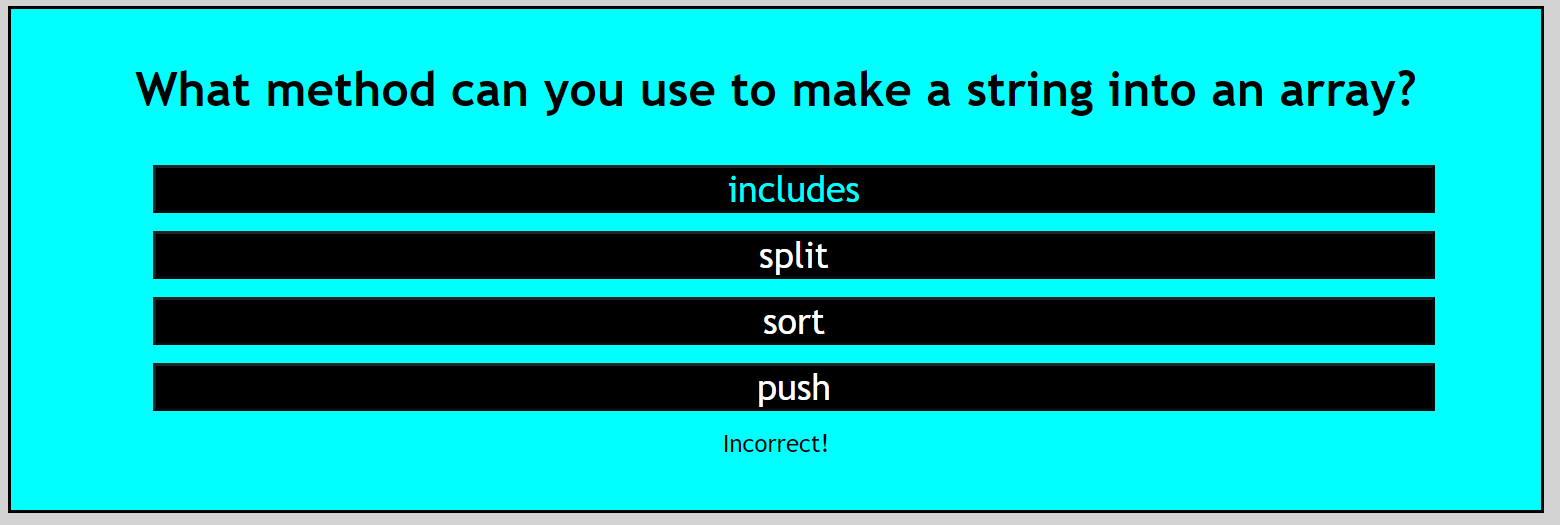 What method can you use to make a string into an array?
includes
split
sort
push
Incorrect!